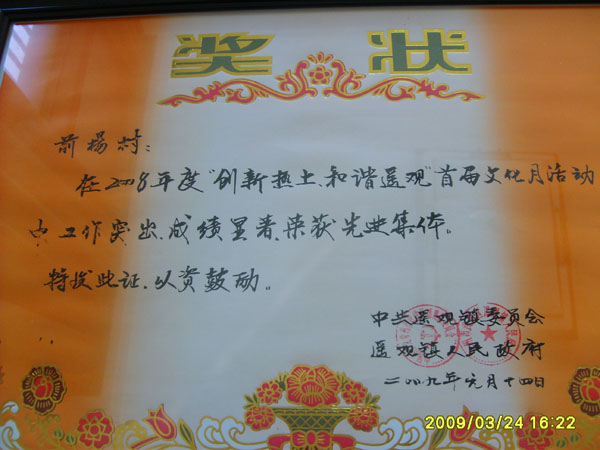 奖状
前杨村：
在2008年度“创新热土、和谐遥观”首届文化月活动
中工作突出、成绩显著、荣获先进集体。
特发此证、以资鼓励。
中共遥观镇委员会
遥观镇人民政府
二〇〇九年元月十四日
2009/03/24 16:22